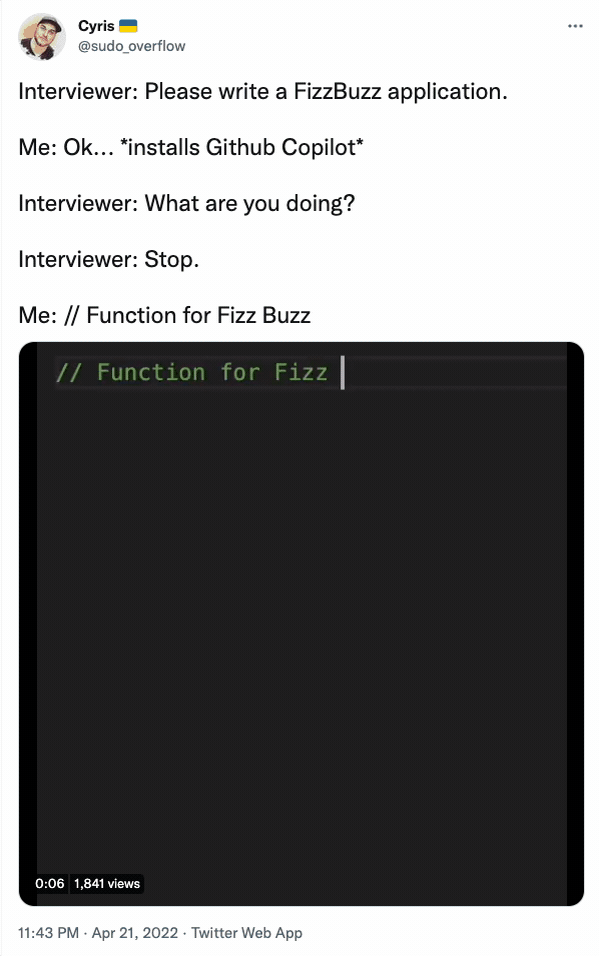 Cyris 🇺🇦
@sudo_overflow
Interviewer: Please write a FizzBuzz application.
Me: Ok... *installs Github Copilot*
Interviewer: What are you doing?
Interviewer: Stop.
Me: // Function for Fizz Buzz
// Function for Fizz
0:06 1,841 views
11:43 PM · Apr 21, 2022 · Twitter Web App